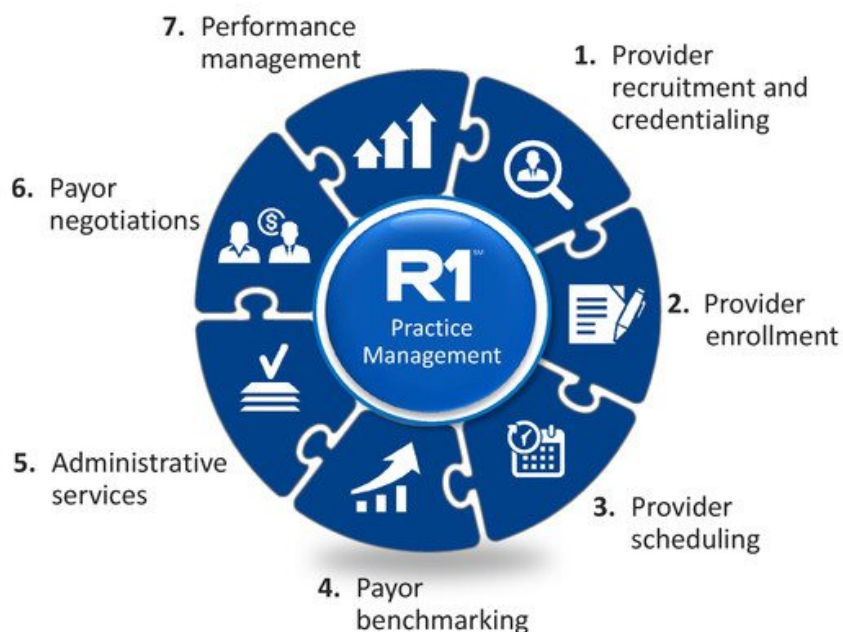 7. Performance
management
1. Provider
recruitment and
credentialing
6. Payor
negotiations
R1℠
Practice
Management
2. Provider
enrollment
5. Administrative
services
3. Provider
scheduling
4. Payor
benchmarking
$